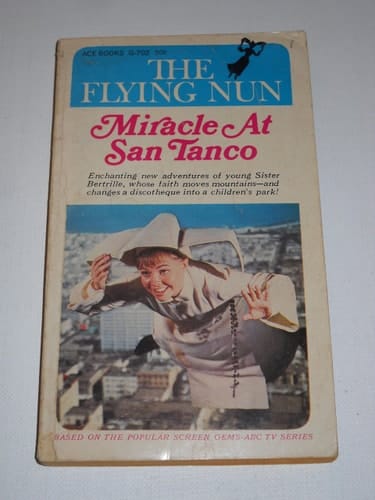 ACE BOOKS G-702 50¢
THE
FLYING NUN
Miracle At
San Tanco
Enchanting new adventures of young Sister
Bertrille, whose faith moves mountains—and
changes a discotheque into a children's park!
BASED ON THE POPULAR SCREEN GEMS-ABC TV SERIES